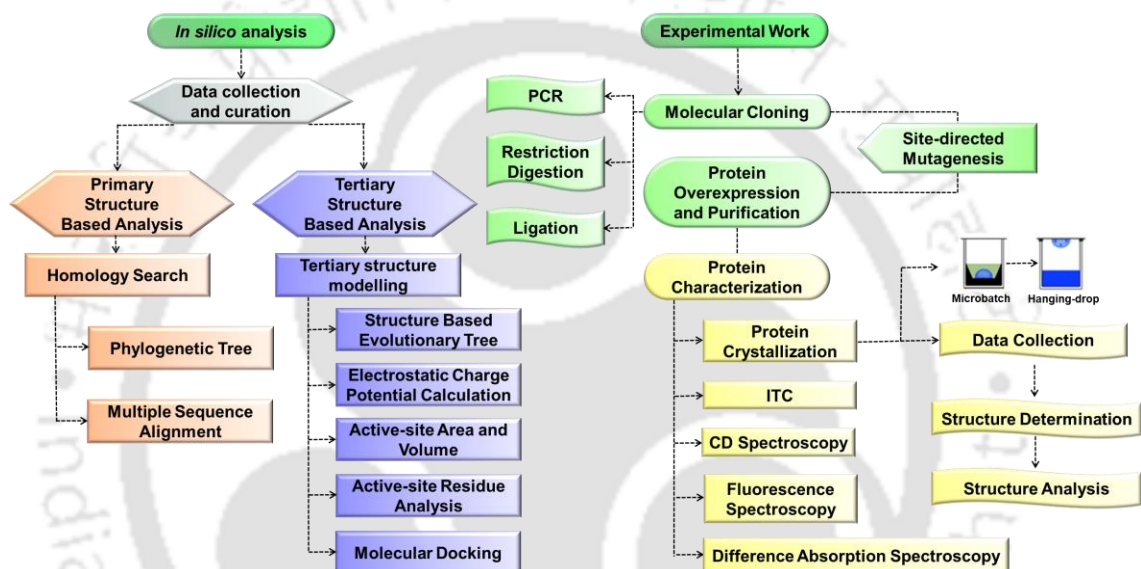 In silico analysis
Data collection
and curation
Primary
Structure
Based Analysis
Homology Search
Phylogenetic Tree
Multiple Sequence
Alignment
Tertiary
Structure
Based Analysis
Tertiary structure
modelling
Structure Based
Evolutionary Tree
Electrostatic Charge
Potential Calculation
Active-site Area and
Volume
Active-site Residue
Analysis
Molecular Docking
Experimental Work
Molecular Cloning
PCR
Restriction
Digestion
Ligation
Site-directed
Mutagenesis
Protein
Overexpression
and Purification
Protein
Characterization
Protein
Crystallization
ITC
CD Spectroscopy
Fluorescence
Spectroscopy
Difference Absorption Spectroscopy
Microbatch
Hanging-drop
Data Collection
Structure Determination
Structure Analysis
India